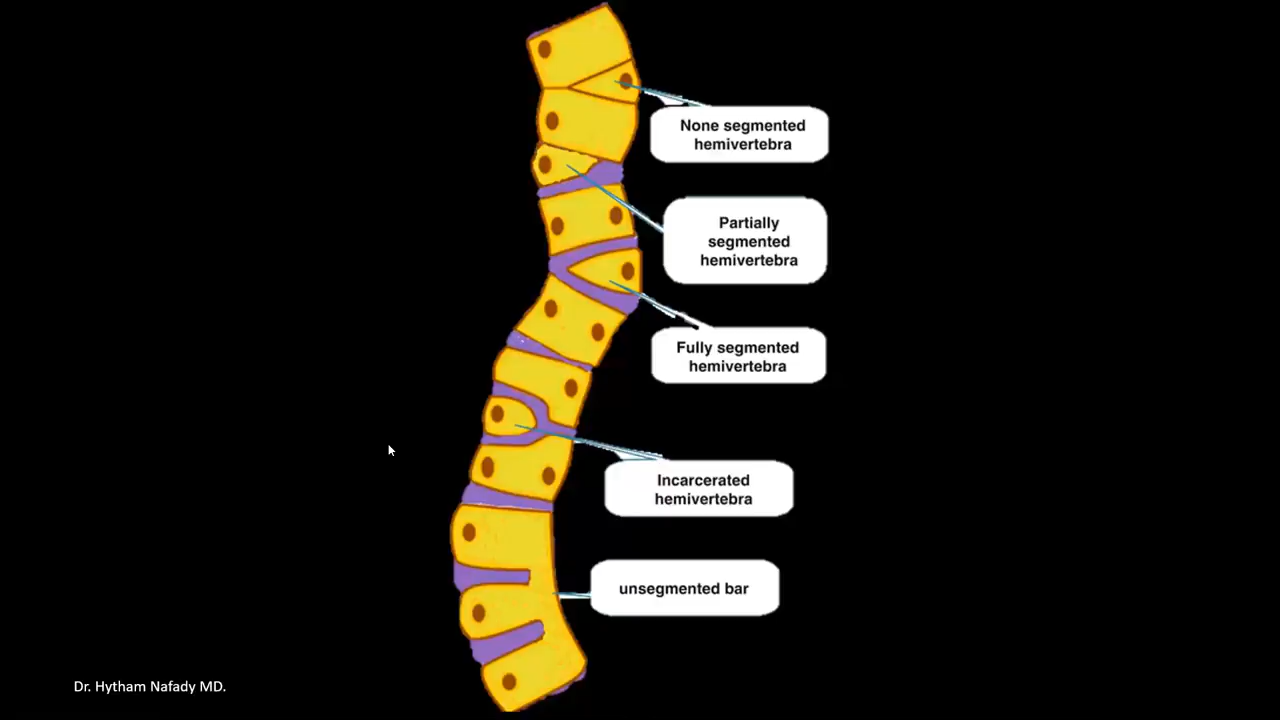 None segmented
hemivertebra
Partially
segmented
hemivertebra
Fully segmented
hemivertebra
Incarcerated
hemivertebra
unsegmented bar
Dr. Hytham Nafady MD.